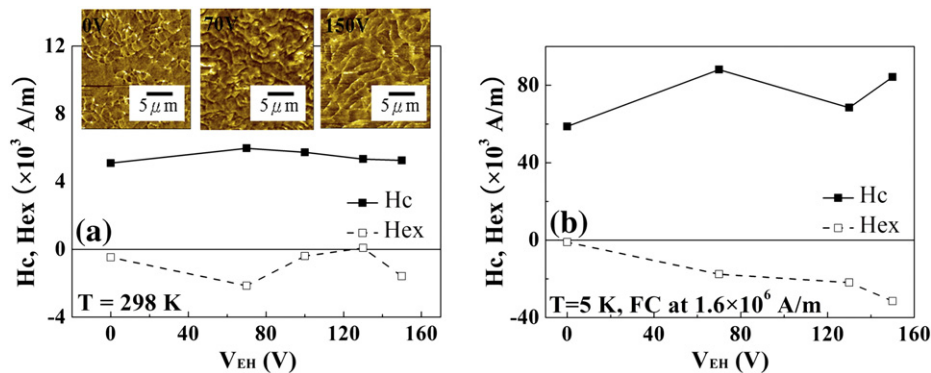 0V
70V
150V
5 μm
5 μm
5 μm
Hc, Hex (×10³ A/m)
12
8
4
0
-4
Hc
Hex
(a)
T = 298 K
0
40
80
120
160
V_EH (V)
Hc, Hex (×10³ A/m)
80
40
0
-40
Hc
Hex
(b)
T=5 K, FC at 1.6×10⁶ A/m
0
40
80
120
160
V_EH (V)